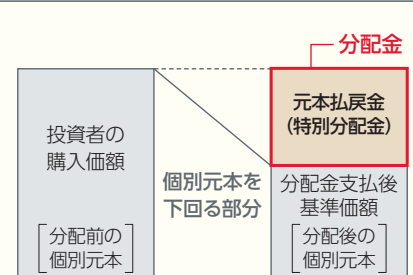 分配金
元本払戻金
(特別分配金)
投資者の
購入価額
個別元本を
下回る部分
分配金支払後
基準価額
分配前の
個別元本
分配後の
個別元本